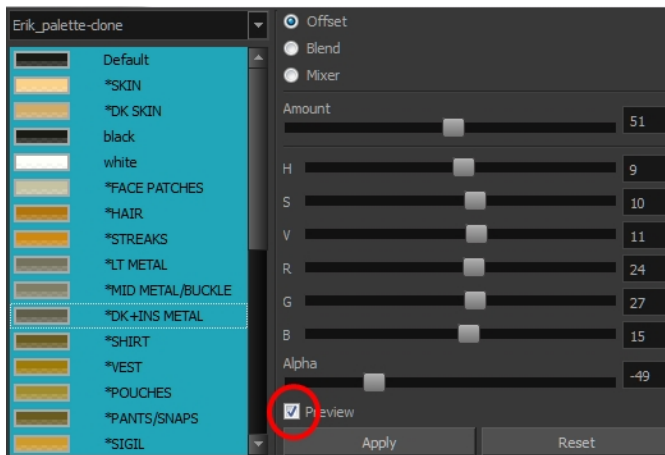 Erik_palette-clone
Default
*SKIN
*DK SKIN
black
white
*FACE PATCHES
*HAIR
*STREAKS
*LT METAL
*MID METAL/BUCKLE
*DK+INS METAL
*SHIRT
*VEST
*POUCHES
*PANTS/SNAPS
*SIGIL
Offset
Blend
Mixer
Amount
51
H 9
S 10
V 11
R 24
G 27
B 15
Alpha
-49
Preview
Apply Reset